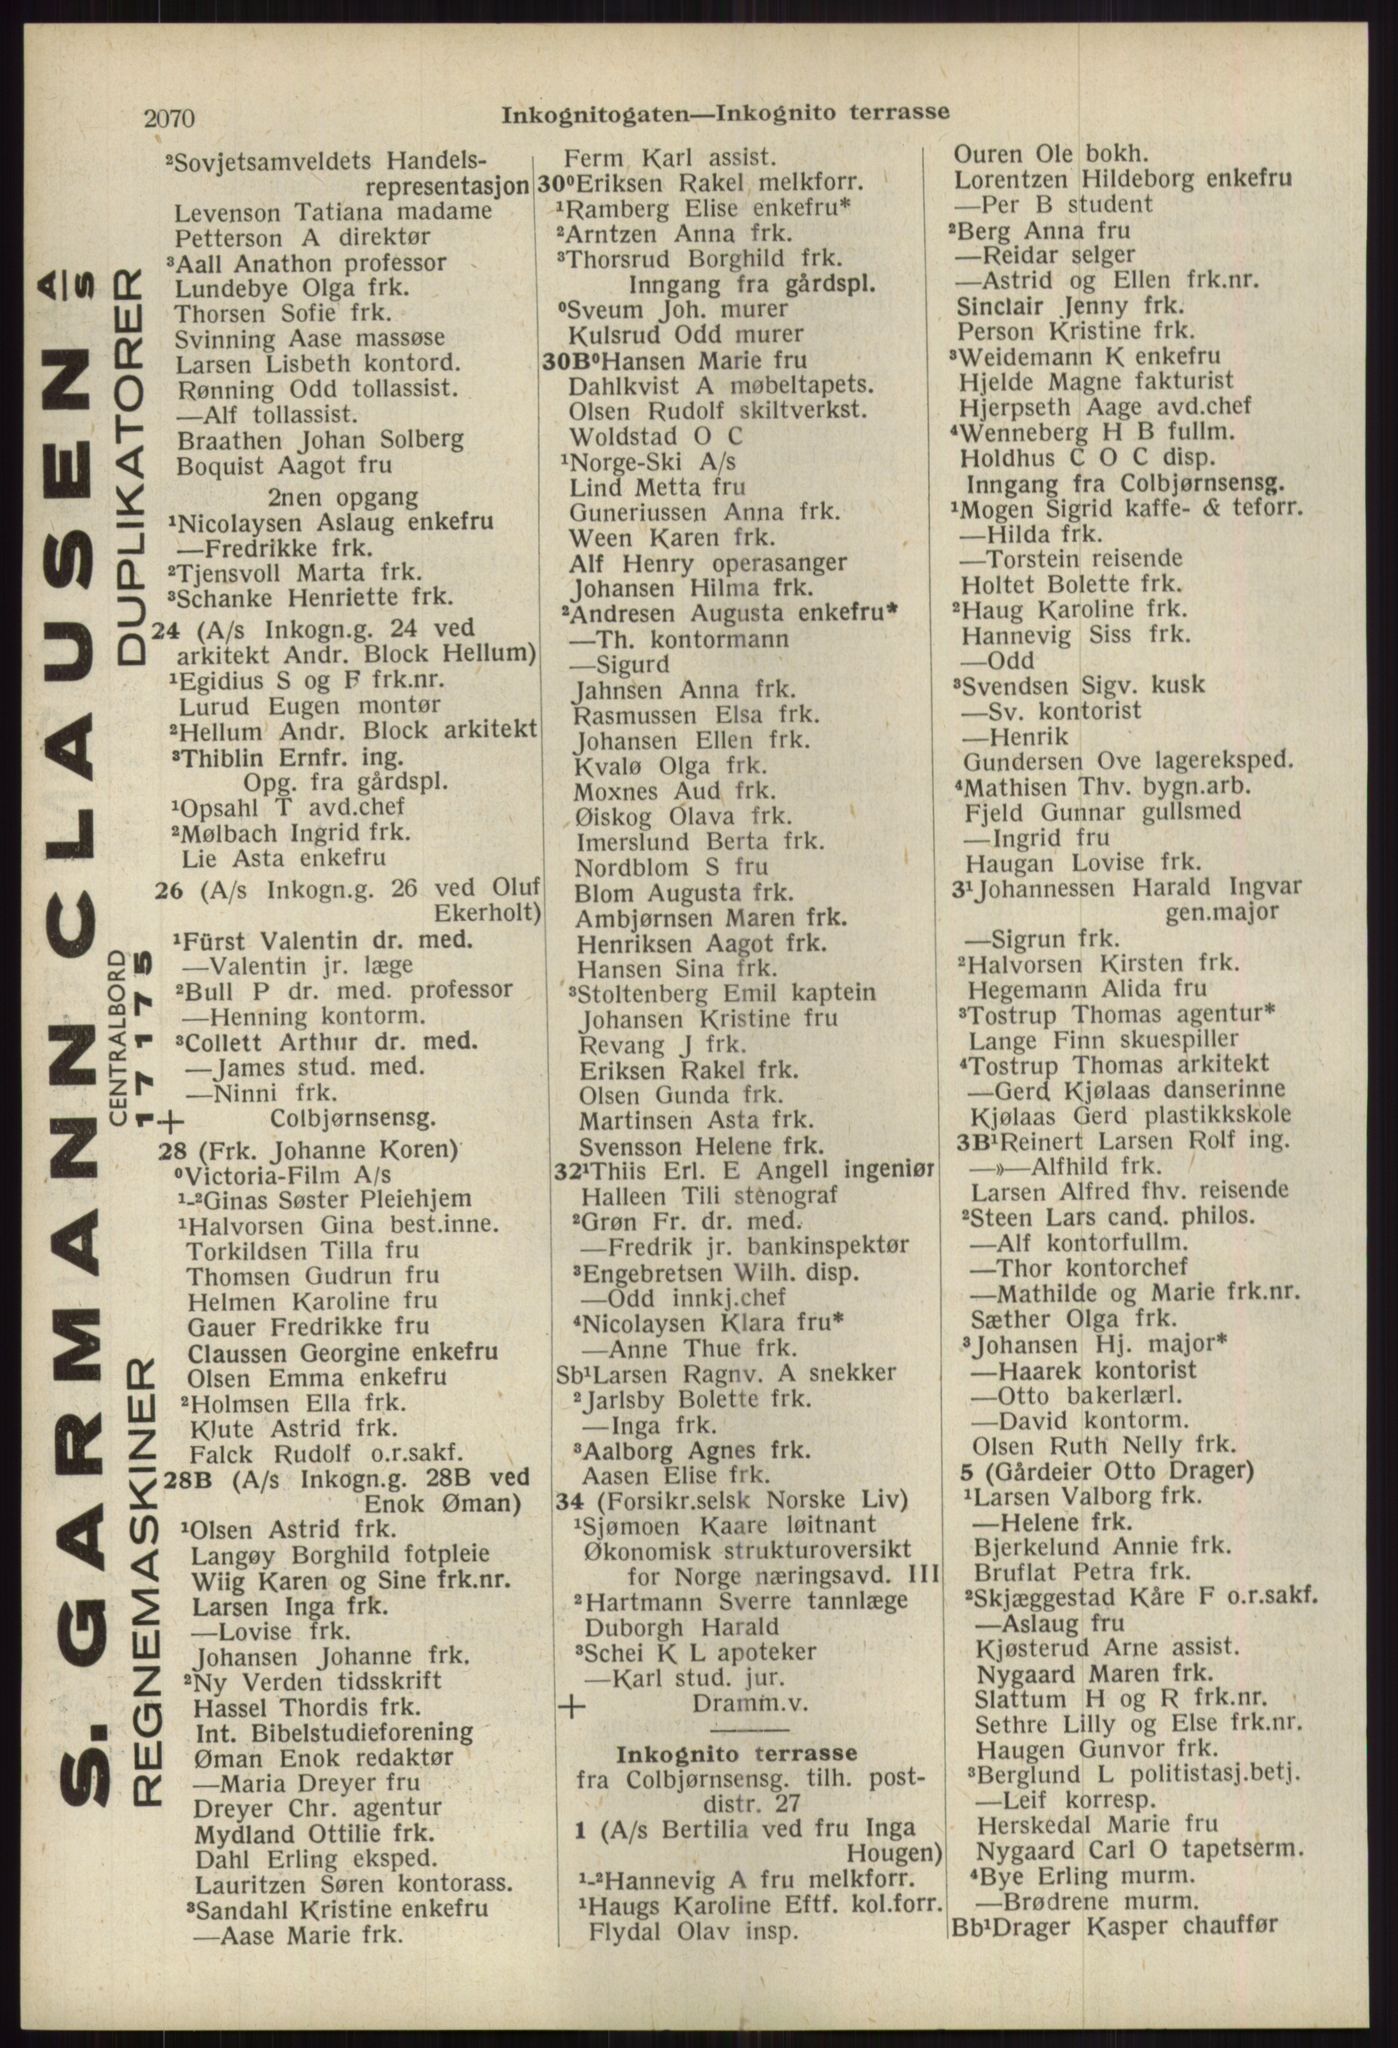 2070
Inkognitogaten—Inkognito terrasse
S. GARMANN CLAUSEN A/s
REGNEMASKINER
CENTRALBORD
17175
DUPLIKATORER
²Sovjetsamveldets Handels-
representasjon
Levenson Tatiana madame
Petterson A direktør
³Aall Anathon professor
Lundebye Olga frk.
Thorsen Sofie frk.
Svinning Aase massøse
Larsen Lisbeth kontord.
Rønning Odd tollassist.
—Alf tollassist.
Braathen Johan Solberg
Boquist Aagot fru
2nen opgang
¹Nicolaysen Aslaug enkefru
—Fredrikke frk.
²Tjensvoll Marta frk.
³Schanke Henriette frk.
24 (A/s Inkogn.g. 24 ved
arkitekt Andr. Block Hellum)
¹Egidius S og F frk.nr.
Lurud Eugen montør
²Hellum Andr. Block arkitekt
³Thiblin Ernfr. ing.
Opg. fra gårdspl.
¹Opsahl T avd.chef
²Mølbach Ingrid frk.
Lie Asta enkefru
26 (A/s Inkogn.g. 26 ved Oluf
Ekerholt)
¹Fürst Valentin dr. med.
—Valentin jr. læge
²Bull P dr. med. professor
—Henning kontorm.
³Collett Arthur dr. med.
—James stud. med.
—Ninni frk.
+ Colbjørnsensg.
28 (Frk. Johanne Koren)
⁰Victoria-Film A/s
¹-²Ginas Søster Pleiehjem
¹Halvorsen Gina best.inne.
Torkildsen Tilla fru
Thomsen Gudrun fru
Helmen Karoline fru
Gauer Fredrikke fru
Claussen Georgine enkefru
Olsen Emma enkefru
²Holmsen Ella frk.
Klute Astrid frk.
Falck Rudolf o.r.sakf.
28B (A/s Inkogn.g. 28B ved
Enok Øman)
¹Olsen Astrid frk.
Langøy Borghild fotpleie
Wiig Karen og Sine frk.nr.
Larsen Inga frk.
—Lovise frk.
Johansen Johanne frk.
²Ny Verden tidsskrift
Hassel Thordis frk.
Int. Bibelstudieforening
Øman Enok redaktør
—Maria Dreyer fru
Dreyer Chr. agentur
Mydland Ottilie frk.
Dahl Erling eksped.
Lauritzen Søren kontorass.
³Sandahl Kristine enkefru
—Aase Marie frk.
Ferm Karl assist.
30⁰Eriksen Rakel melkforr.
¹Ramberg Elise enkefru*
²Arntzen Anna frk.
³Thorsrud Borghild frk.
Inngang fra gårdspl.
⁰Sveum Joh. murer
Kulsrud Odd murer
30B⁰Hansen Marie fru
Dahlkvist A møbeltapets.
Olsen Rudolf skiltverkst.
Woldstad O C
¹Norge-Ski A/s
Lind Metta fru
Guneriussen Anna frk.
Ween Karen frk.
Alf Henry operasanger
Johansen Hilma frk.
²Andresen Augusta enkefru*
—Th. kontormann
—Sigurd
Jahnsen Anna frk.
Rasmussen Elsa frk.
Johansen Ellen frk.
Kvalø Olga frk.
Moxnes Aud frk.
Øiskog Olava frk.
Imerslund Berta frk.
Nordblom S fru
Blom Augusta frk.
Ambjørnsen Maren frk.
Henriksen Aagot frk.
Hansen Sina frk.
³Stoltenberg Emil kaptein
Johansen Kristine fru
Revang J frk.
Eriksen Rakel frk.
Olsen Gunda frk.
Martinsen Asta frk.
Svensson Helene frk.
32¹Thiis Erl. E Angell ingeniør
Halleen Tili stenograf
²Grøn Fr. dr. med.
—Fredrik jr. bankinspektør
³Engebretsen Wilh. disp.
—Odd innkj.chef
⁴Nicolaysen Klara fru*
—Anne Thue frk.
Sb¹Larsen Ragnv. A snekker
²Jarlsby Bolette frk.
—Inga frk.
³Aalborg Agnes frk.
Aasen Elise frk.
34 (Forsikr.selsk Norske Liv)
¹Sjømoen Kaare løitnant
Økonomisk strukturoversikt
for Norge næringsavd. III
²Hartmann Sverre tannlæge
Duborgh Harald
³Schei K L apoteker
—Karl stud. jur.
+ Dramm.v.
Inkognito terrasse
fra Colbjørnsensg. tilh. post-
distr. 27
1 (A/s Bertilia ved fru Inga
Hougen)
¹-²Hannevig A fru melkforr.
¹Haugs Karoline Eftf. kol.forr.
Flydal Olav insp.
Ouren Ole bokh.
Lorentzen Hildeborg enkefru
—Per B student
²Berg Anna fru
—Reidar selger
—Astrid og Ellen frk.nr.
Sinclair Jenny frk.
Person Kristine frk.
³Weidemann K enkefru
Hjelde Magne fakturist
Hjerpseth Aage avd.chef
⁴Wenneberg H B fullm.
Holdhus C O C disp.
Inngang fra Colbjørnsensg.
¹Mogen Sigrid kaffe- & teforr.
—Hilda frk.
—Torstein reisende
Holtet Bolette frk.
²Haug Karoline frk.
Hannevig Siss frk.
—Odd
³Svendsen Sigv. kusk
—Sv. kontorist
—Henrik
Gundersen Ove lagereksped.
⁴Mathisen Thv. bygn.arb.
Fjeld Gunnar gullsmed
—Ingrid fru
Haugan Lovise frk.
3¹Johannessen Harald Ingvar
gen.major
—Sigrun frk.
²Halvorsen Kirsten frk.
Hegemann Alida fru
³Tostrup Thomas agentur*
Lange Finn skuespiller
⁴Tostrup Thomas arkitekt
—Gerd Kjølaas danserinne
Kjølaas Gerd plastikkskole
3B¹Reinert Larsen Rolf ing.
—»—Alfhild frk.
Larsen Alfred fhv. reisende
²Steen Lars cand. philos.
—Alf kontorfullm.
—Thor kontorchef
—Mathilde og Marie frk.nr.
Sæther Olga frk.
³Johansen Hj. major*
—Haarek kontorist
—Otto bakerlærl.
—David kontorm.
Olsen Ruth Nelly frk.
5 (Gårdeier Otto Drager)
¹Larsen Valborg frk.
—Helene frk.
Bjerkelund Annie frk.
Bruflat Petra frk.
²Skjæggestad Kåre F o.r.sakf.
—Aslaug fru
Kjøsterud Arne assist.
Nygaard Maren frk.
Slattum H og R frk.nr.
Sethre Lilly og Else frk.nr.
Haugen Gunvor frk.
³Berglund L politistasj.betj.
—Leif korresp.
Herskedal Marie fru
Nygaard Carl O tapetserm.
⁴Bye Erling murm.
—Brødrene murm.
Bb¹Drager Kasper chauffør